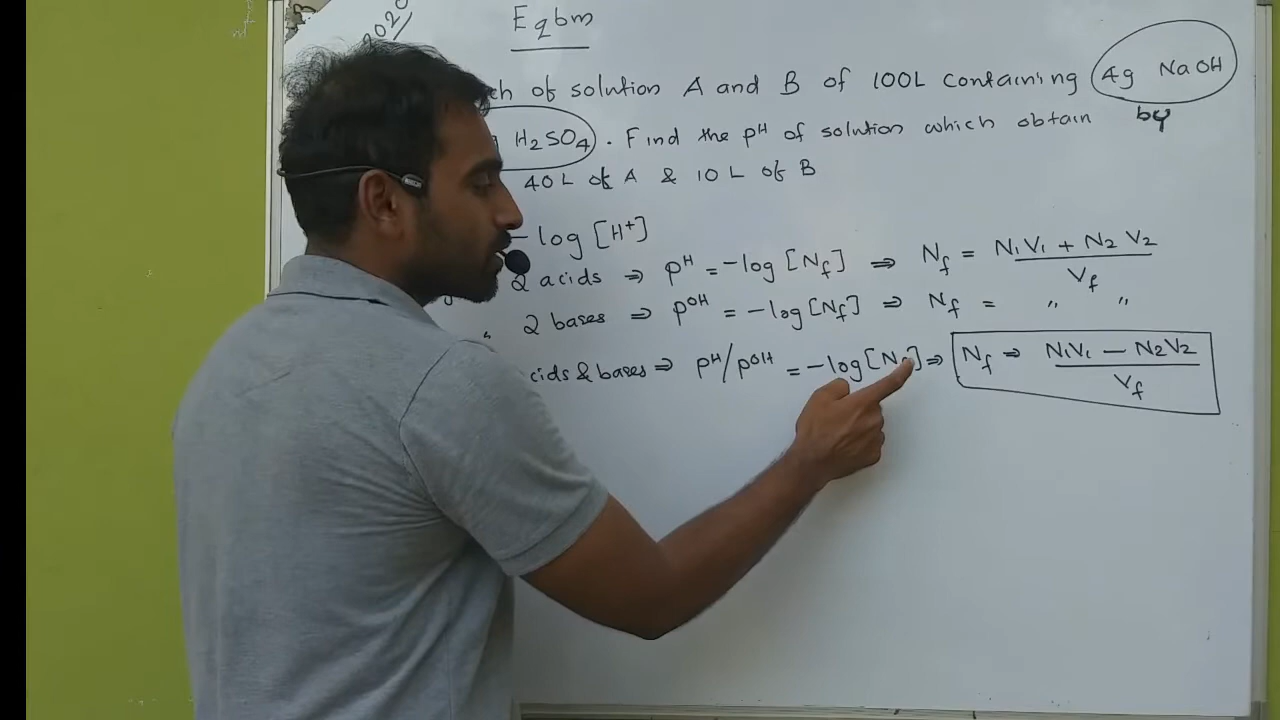 2020
Eqbm
ch of solution A and B of 100L containing 4g NaOH
H2SO4. Find the pH of solution which obtain by
40L of A & 10 L of B
- log [H+]
2 acids ⇒ pH = -log [Nf] ⇒ Nf = N1V1 + N2V2 / Vf
" 2 bases ⇒ pOH = -log [Nf] ⇒ Nf = " "
cids & bases ⇒ pH/pOH = -log [N ] ⇒ Nf ⇒ N1V1 - N2V2 / Vf